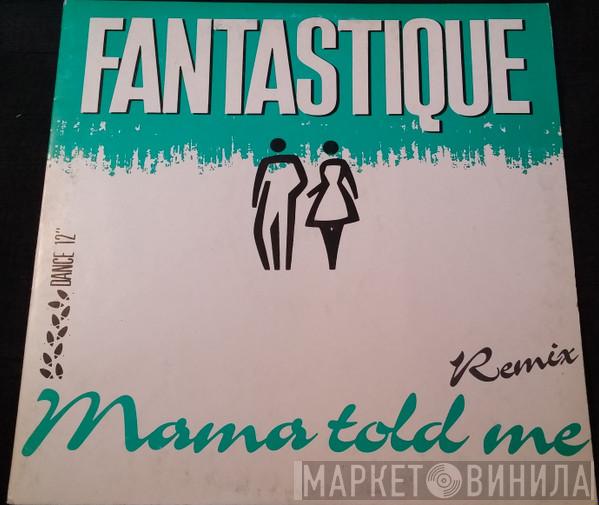 FANTASTIQUE
DANCE 12"
Remix
Mama told me
МАРКЕТ ВИНИЛА